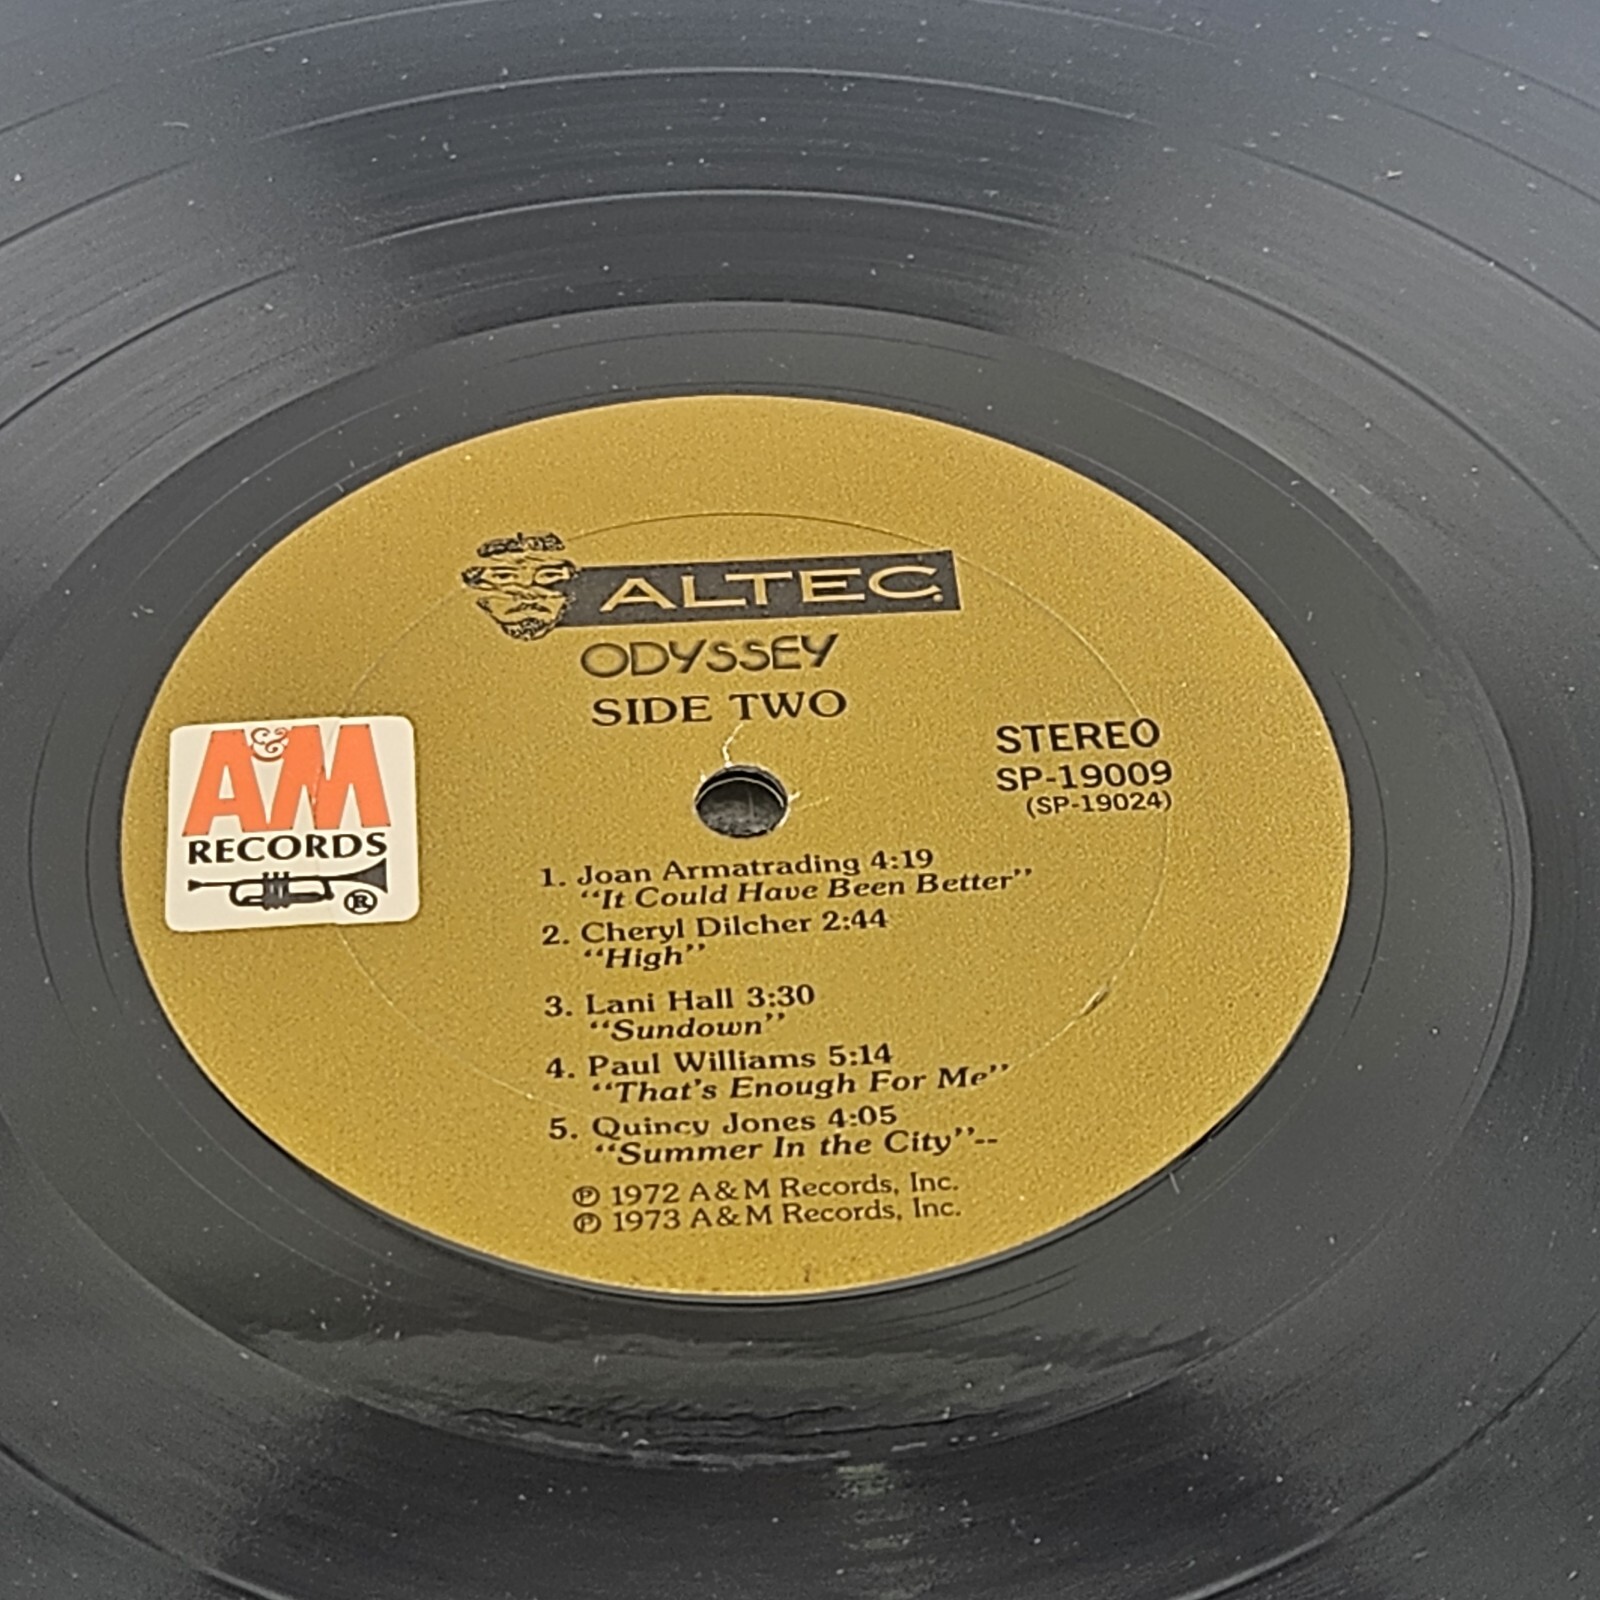 ALTEC
ODYSSEY
SIDE TWO
A&M
RECORDS
®
STEREO
SP-19009
(SP-19024)
1. Joan Armatrading 4:19
“It Could Have Been Better”
2. Cheryl Dilcher 2:44
“High”
3. Lani Hall 3:30
“Sundown”
4. Paul Williams 5:14
“That's Enough For Me”
5. Quincy Jones 4:05
“Summer In the City”--
℗ 1972 A&M Records, Inc.
℗ 1973 A&M Records, Inc.